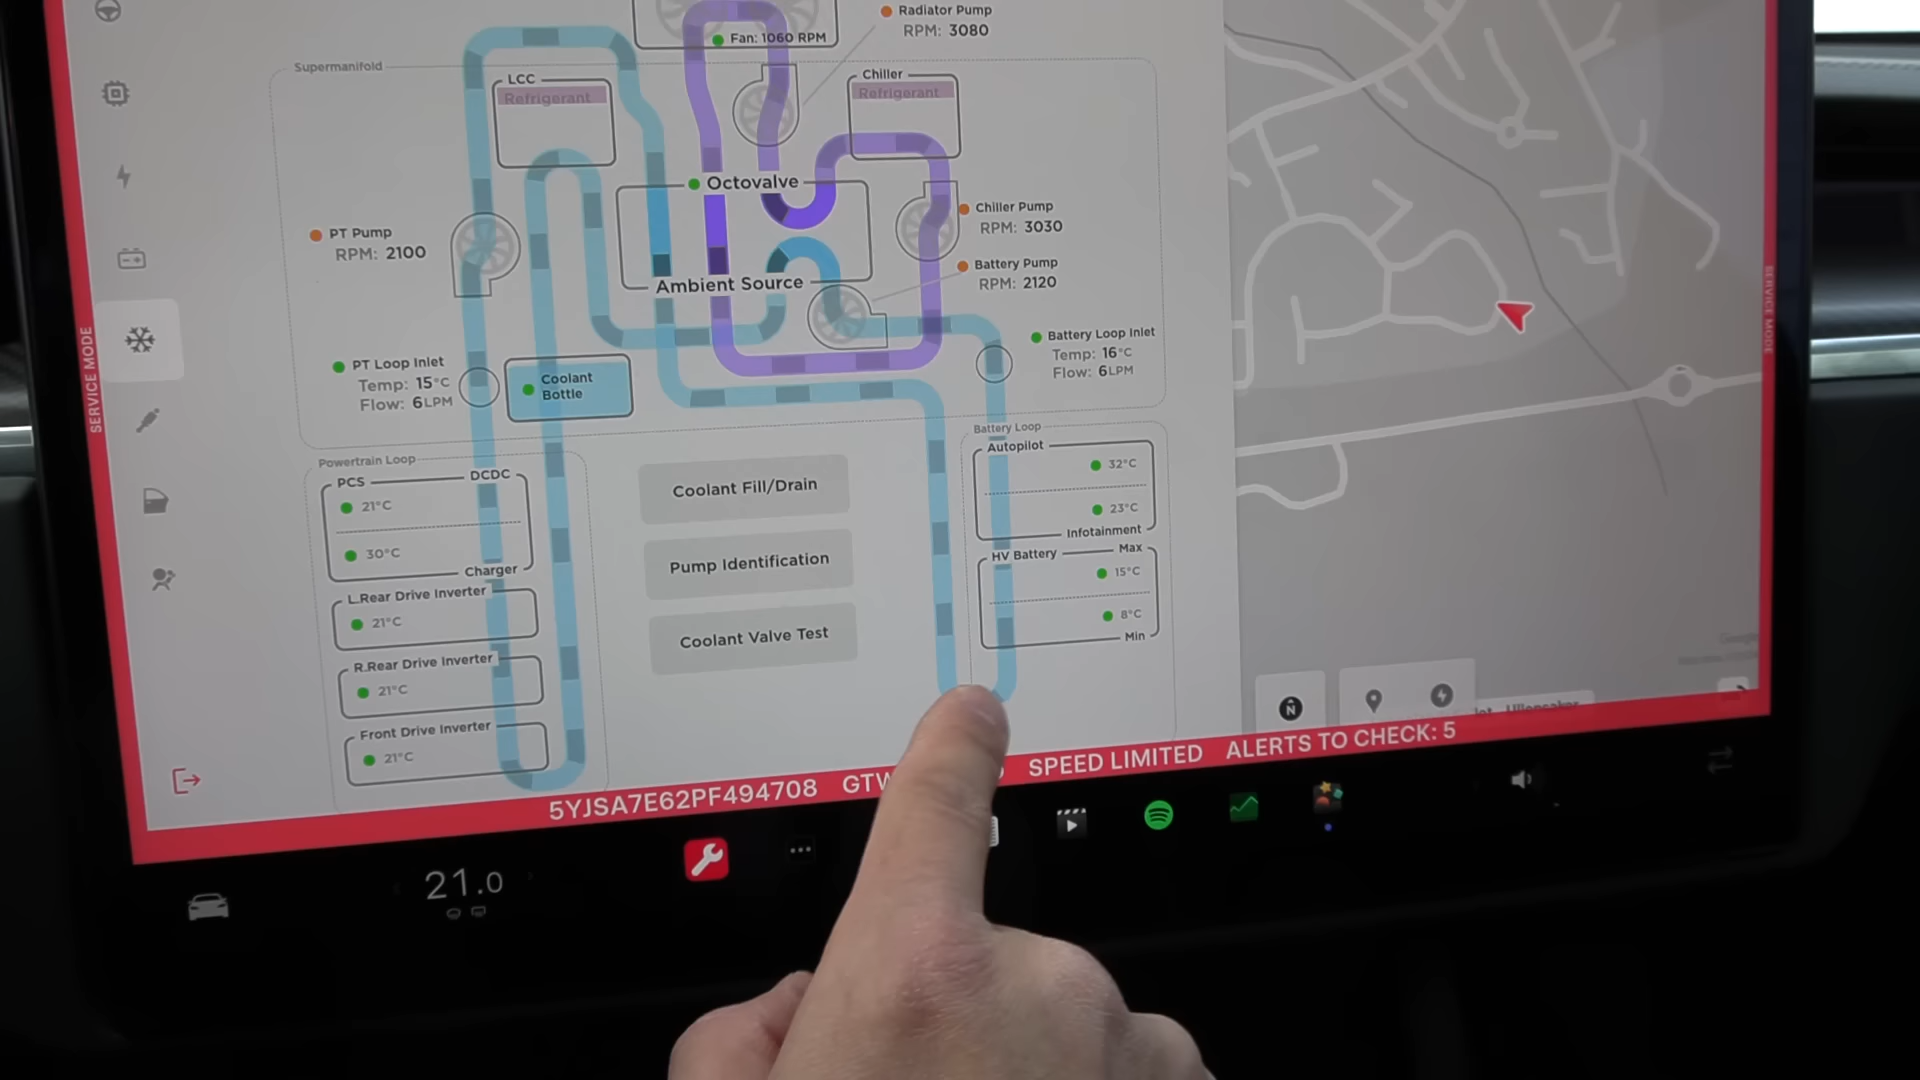 Radiator Pump
RPM: 3080
Fan: 1060 RPM
Supermanifold
LCC
Refrigerant
Chiller
Refrigerant
Octovalve
Ambient Source
PT Pump
RPM: 2100
Chiller Pump
RPM: 3030
Battery Pump
RPM: 2120
Battery Loop Inlet
Temp: 16°C
Flow: 6LPM
PT Loop Inlet
Temp: 15°C
Flow: 6LPM
Coolant
Bottle
Powertrain Loop
PCS
DCDC
21°C
30°C
Charger
L.Rear Drive Inverter
21°C
R.Rear Drive Inverter
21°C
Front Drive Inverter
21°C
Coolant Fill/Drain
Pump Identification
Coolant Valve Test
Battery Loop
Autopilot
32°C
23°C
Infotainment
HV Battery
Max
15°C
8°C
Min
SERVICE MODE
SERVICE MODE
N
5YJSA7E62PF494708 GTW SPEED LIMITED ALERTS TO CHECK: 5
21.0